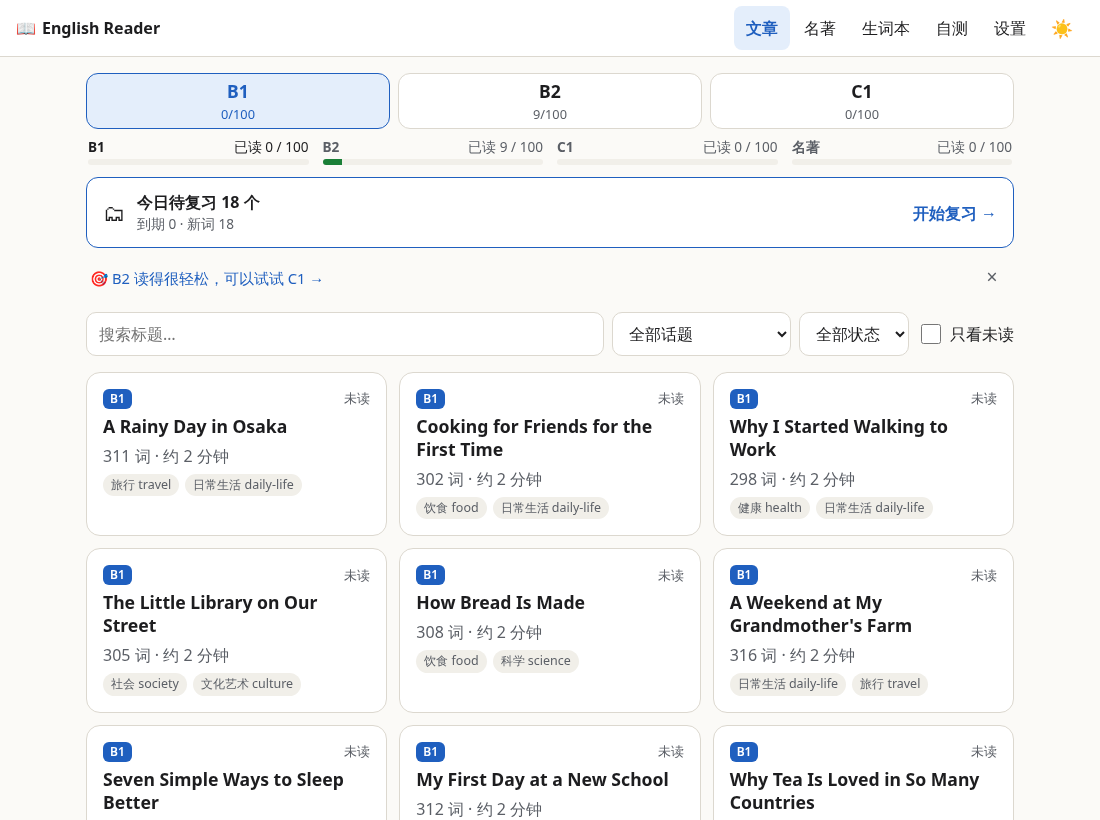 📖 English Reader
文章
名著
生词本
自测
设置
☀️
B1
0/100
B2
9/100
C1
0/100
B1 已读 0 / 100
B2 已读 9 / 100
C1 已读 0 / 100
名著 已读 0 / 100
今日待复习 18 个
到期 0 · 新词 18
开始复习 →
🎯 B2 读得很轻松，可以试试 C1 →
×
搜索标题...
全部话题
全部状态
只看未读
B1 未读
A Rainy Day in Osaka
311 词 · 约 2 分钟
旅行 travel
日常生活 daily-life
B1 未读
Cooking for Friends for the
First Time
302 词 · 约 2 分钟
饮食 food
日常生活 daily-life
B1 未读
Why I Started Walking to
Work
298 词 · 约 2 分钟
健康 health
日常生活 daily-life
B1 未读
The Little Library on Our
Street
305 词 · 约 2 分钟
社会 society
文化艺术 culture
B1 未读
How Bread Is Made
308 词 · 约 2 分钟
饮食 food
科学 science
B1 未读
A Weekend at My
Grandmother's Farm
316 词 · 约 2 分钟
日常生活 daily-life
旅行 travel
B1 未读
Seven Simple Ways to Sleep
Better
B1 未读
My First Day at a New School
312 词 · 约 2 分钟
B1 未读
Why Tea Is Loved in So Many
Countries